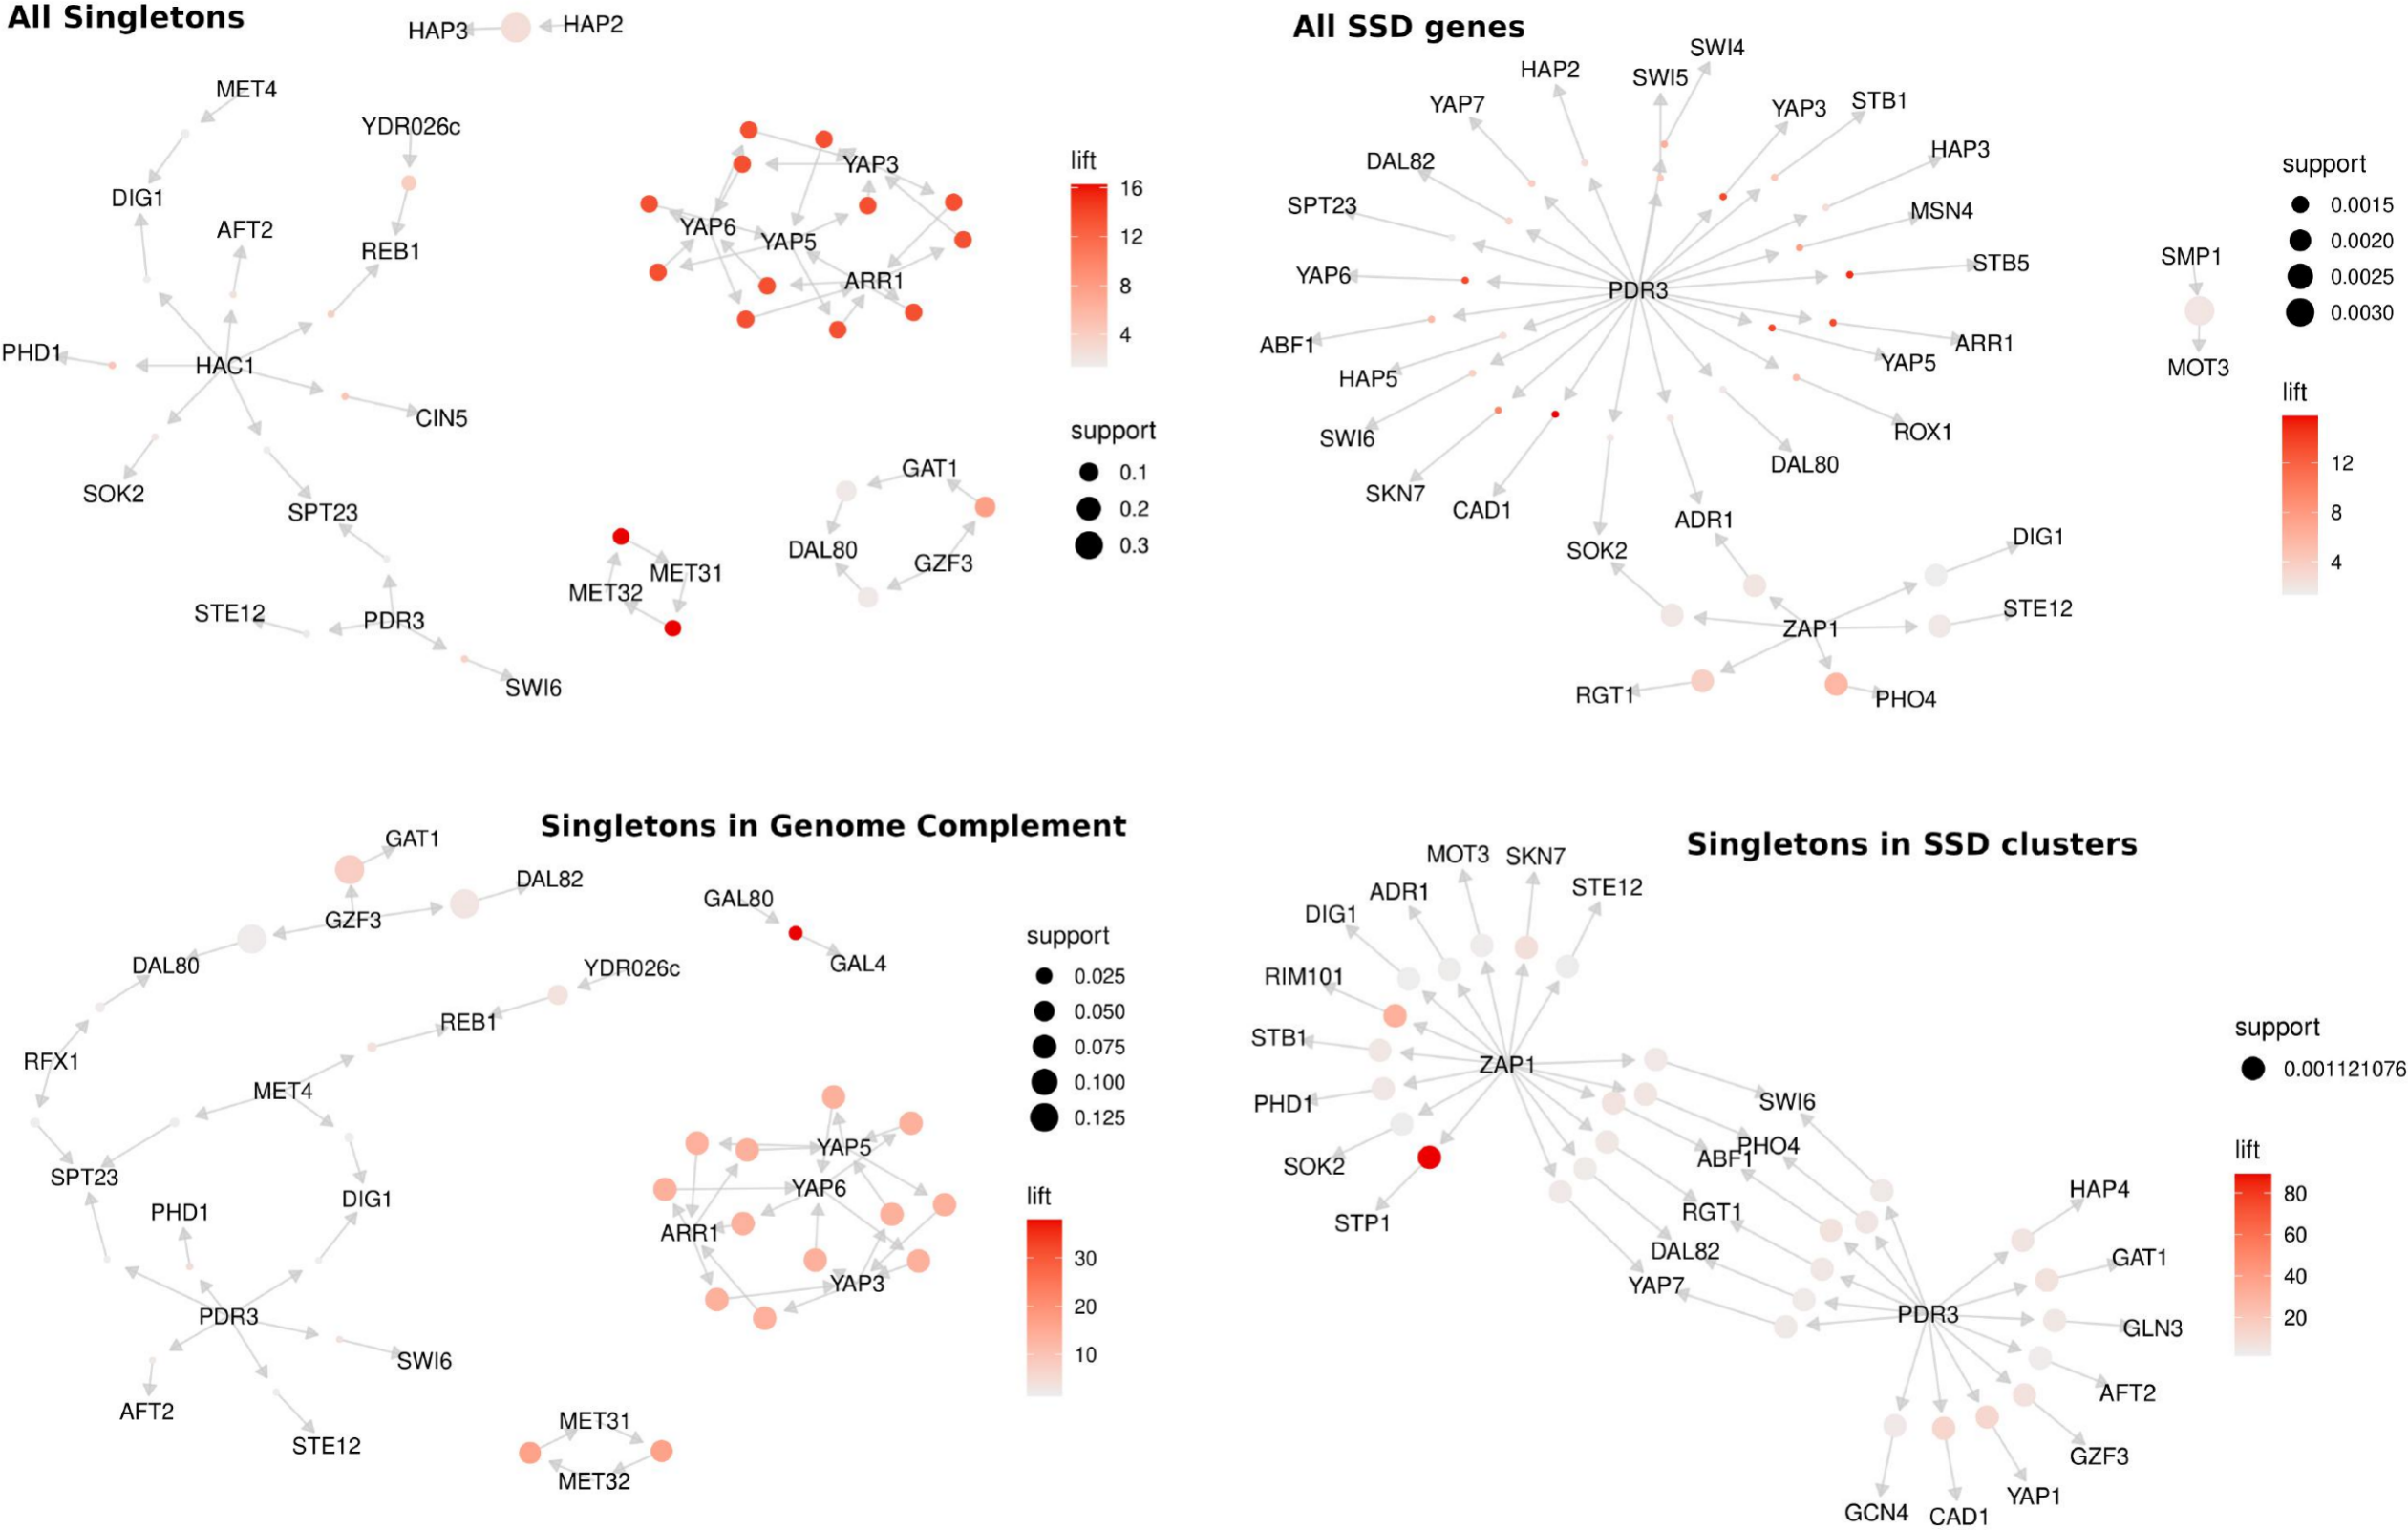 All Singletons
HAP3
HAP2
MET4
YDR026c
DIG1
AFT2
REB1
PHD1
HAC1
CIN5
SOK2
SPT23
STE12
PDR3
SWI6
YAP3
YAP6
YAP5
ARR1
MET31
MET32
GAT1
DAL80
GZF3
lift
16
12
8
4
support
0.1
0.2
0.3
All SSD genes
SWI4
HAP2
SWI5
YAP7
YAP3
STB1
DAL82
HAP3
SPT23
MSN4
YAP6
STB5
PDR3
ABF1
ARR1
YAP5
HAP5
SWI6
ROX1
SKN7
CAD1
DAL80
ADR1
SOK2
DIG1
STE12
ZAP1
RGT1
PHO4
SMP1
MOT3
support
0.0015
0.0020
0.0025
0.0030
lift
12
8
4
Singletons in Genome Complement
GAT1
DAL82
GZF3
GAL80
DAL80
YDR026c
GAL4
REB1
RFX1
MET4
SPT23
PHD1
DIG1
PDR3
SWI6
AFT2
STE12
YAP5
YAP6
ARR1
YAP3
MET31
MET32
support
0.025
0.050
0.075
0.100
0.125
lift
30
20
10
Singletons in SSD clusters
MOT3
SKN7
ADR1
STE12
DIG1
RIM101
STB1
ZAP1
PHD1
SWI6
PHO4
ABF1
SOK2
STP1
RGT1
DAL82
YAP7
HAP4
GAT1
PDR3
GLN3
AFT2
GZF3
YAP1
GCN4
CAD1
support
0.001121076
lift
80
60
40
20